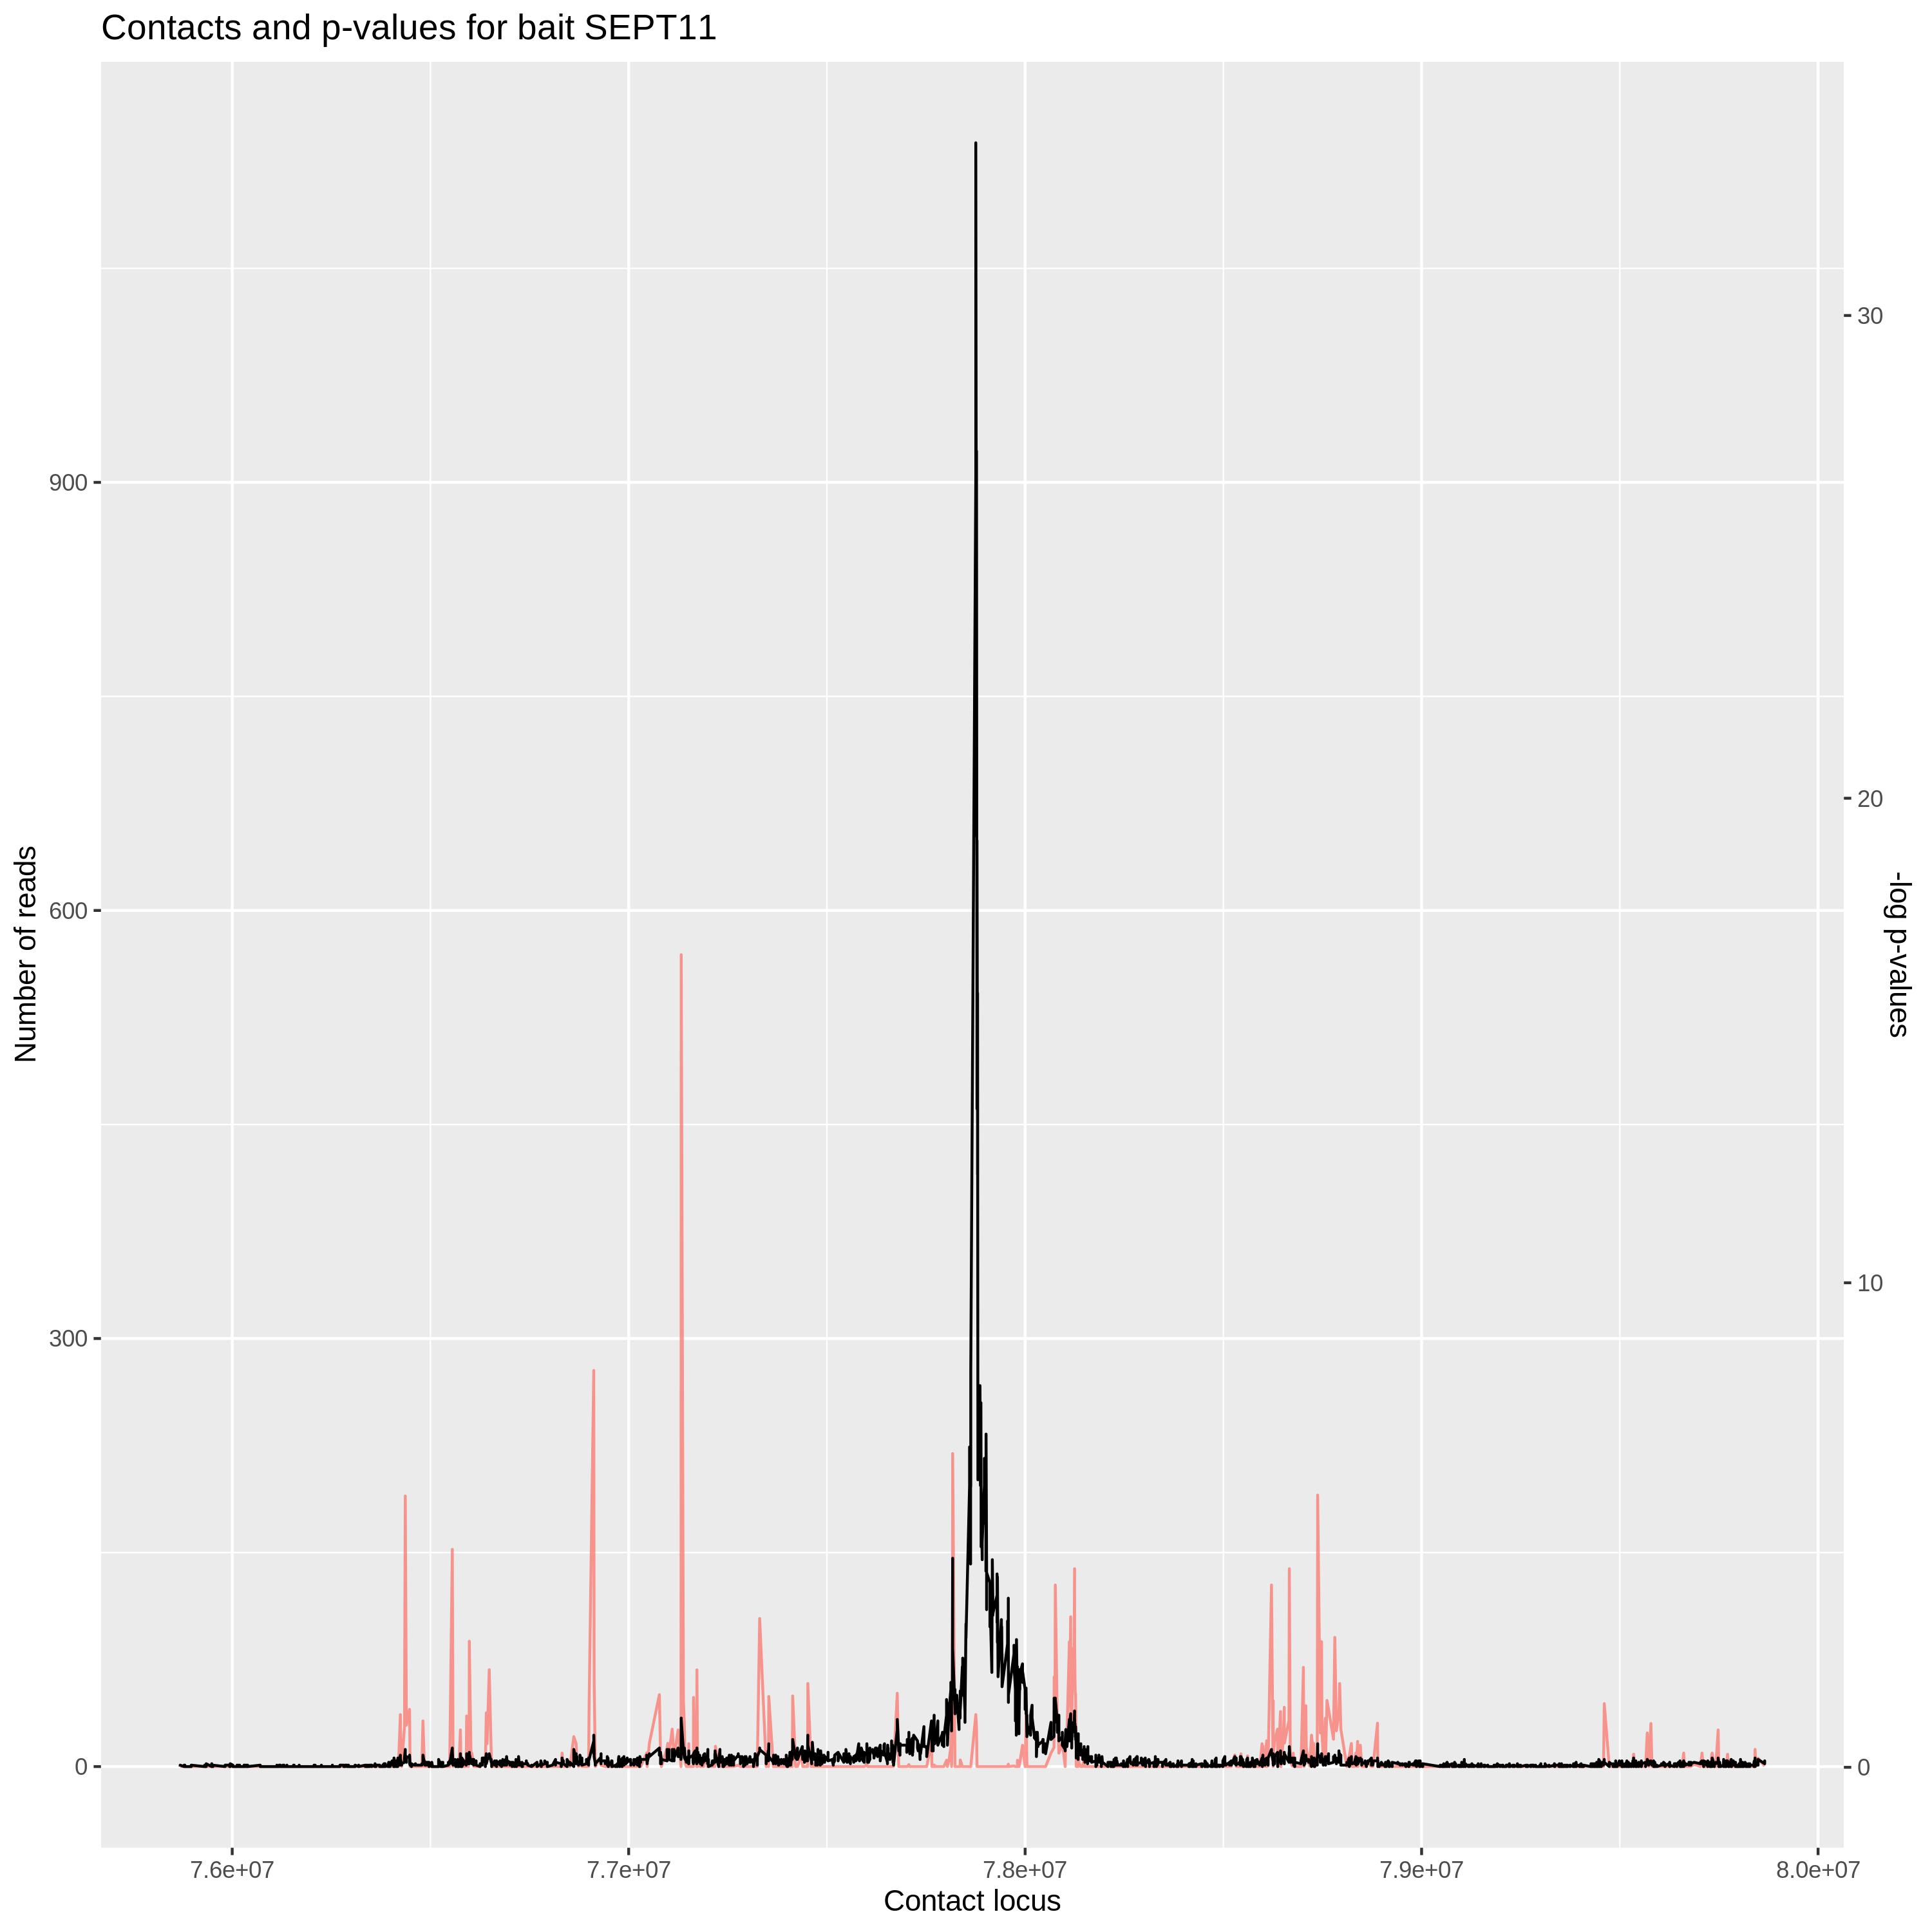 Contacts and p-values for bait SEPT11
Number of reads
900
600
300
0
30
20
10
0
-log p-values
7.6e+07 7.7e+07 7.8e+07 7.9e+07 8.0e+07
Contact locus